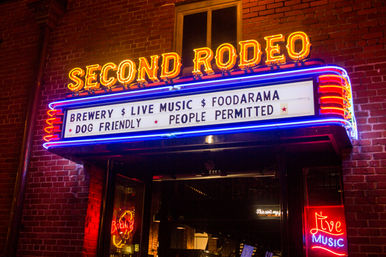 SECOND RODEO
BREWERY $ LIVE MUSIC $ FOODARAMA
DOG FRIENDLY ★ PEOPLE PERMITTED ★
Live
MUSIC